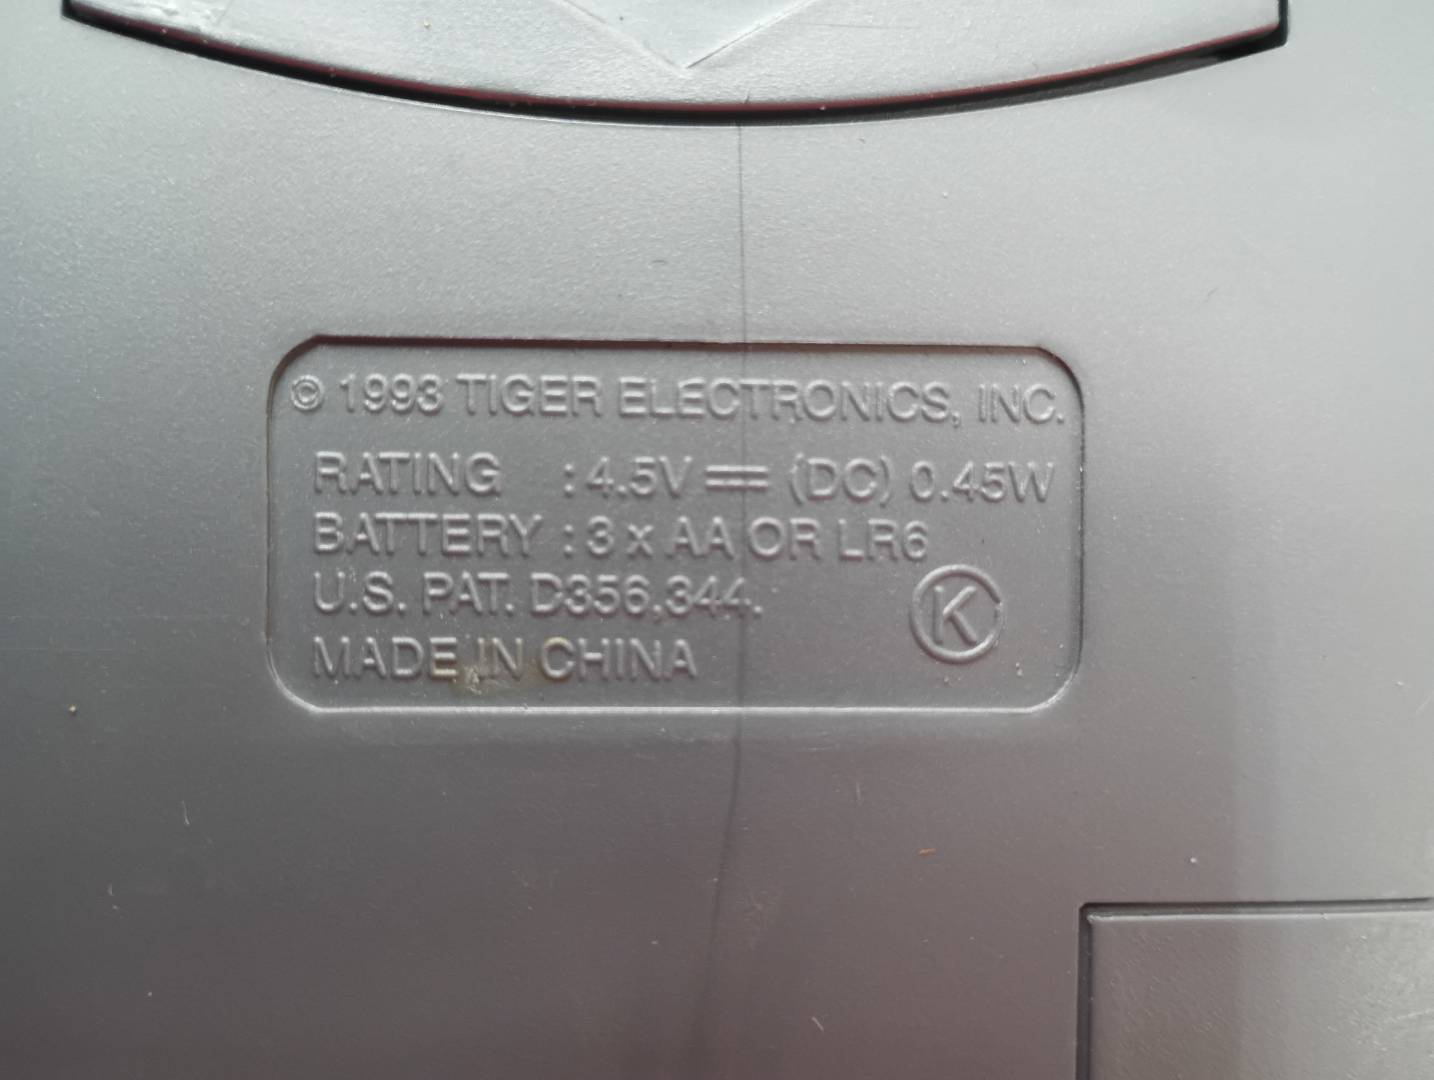 © 1993 TIGER ELECTRONICS, INC.
RATING : 4.5V ⎓ (DC) 0.45W
BATTERY : 3 x AA OR LR6
U.S. PAT. D356,344.
MADE IN CHINA
K